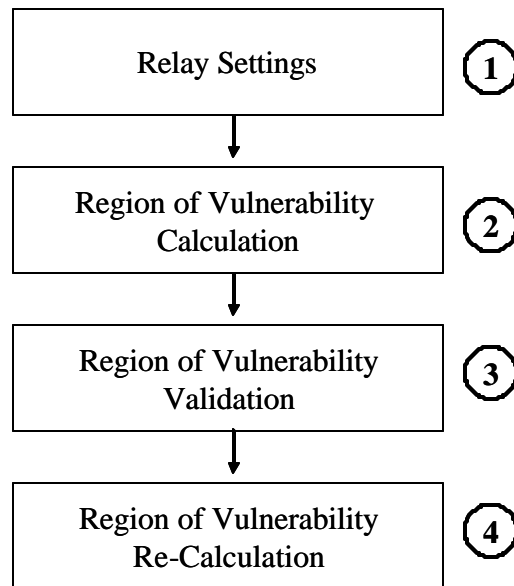 Relay Settings
1
Region of Vulnerability
Calculation
2
Region of Vulnerability
Validation
3
Region of Vulnerability
Re-Calculation
4